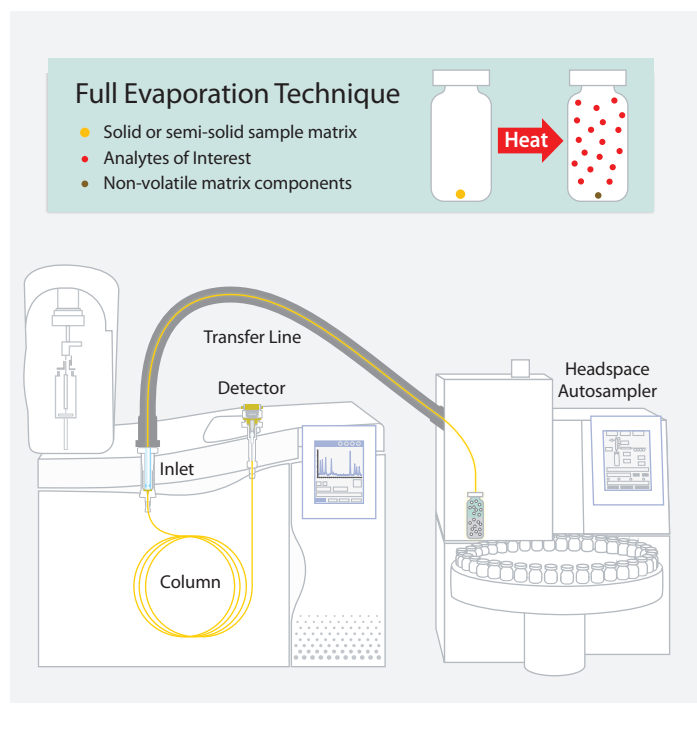 Full Evaporation Technique
Solid or semi-solid sample matrix
Analytes of Interest
Non-volatile matrix components
Heat
Transfer Line
Detector
Headspace
Autosampler
Inlet
Column